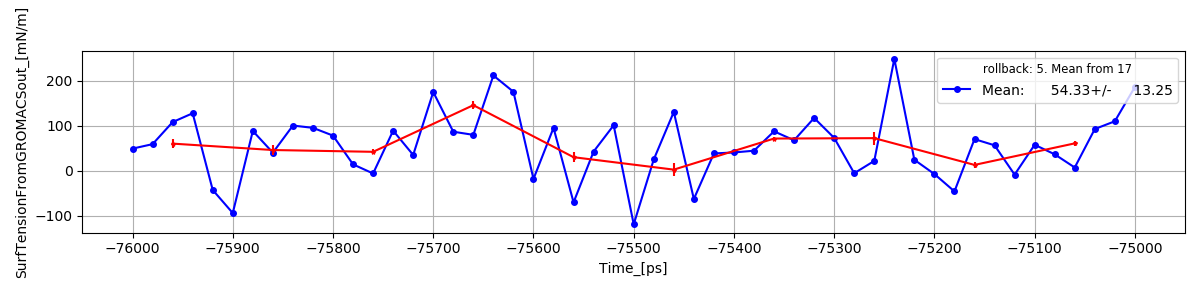 SurfTensionFromGROMACSout_[mN/m]
200
100
0
−100
rollback: 5. Mean from 17
Mean: 54.33+/- 13.25
−76000 −75900 −75800 −75700 −75600 −75500 −75400 −75300 −75200 −75100 −75000
Time_[ps]